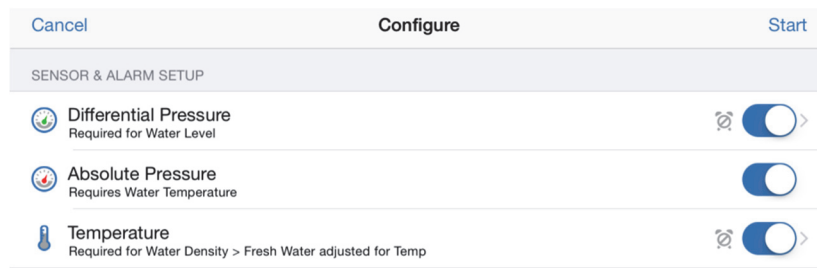 Cancel Configure Start
SENSOR & ALARM SETUP
Differential Pressure
Required for Water Level
Absolute Pressure
Requires Water Temperature
Temperature
Required for Water Density > Fresh Water adjusted for Temp